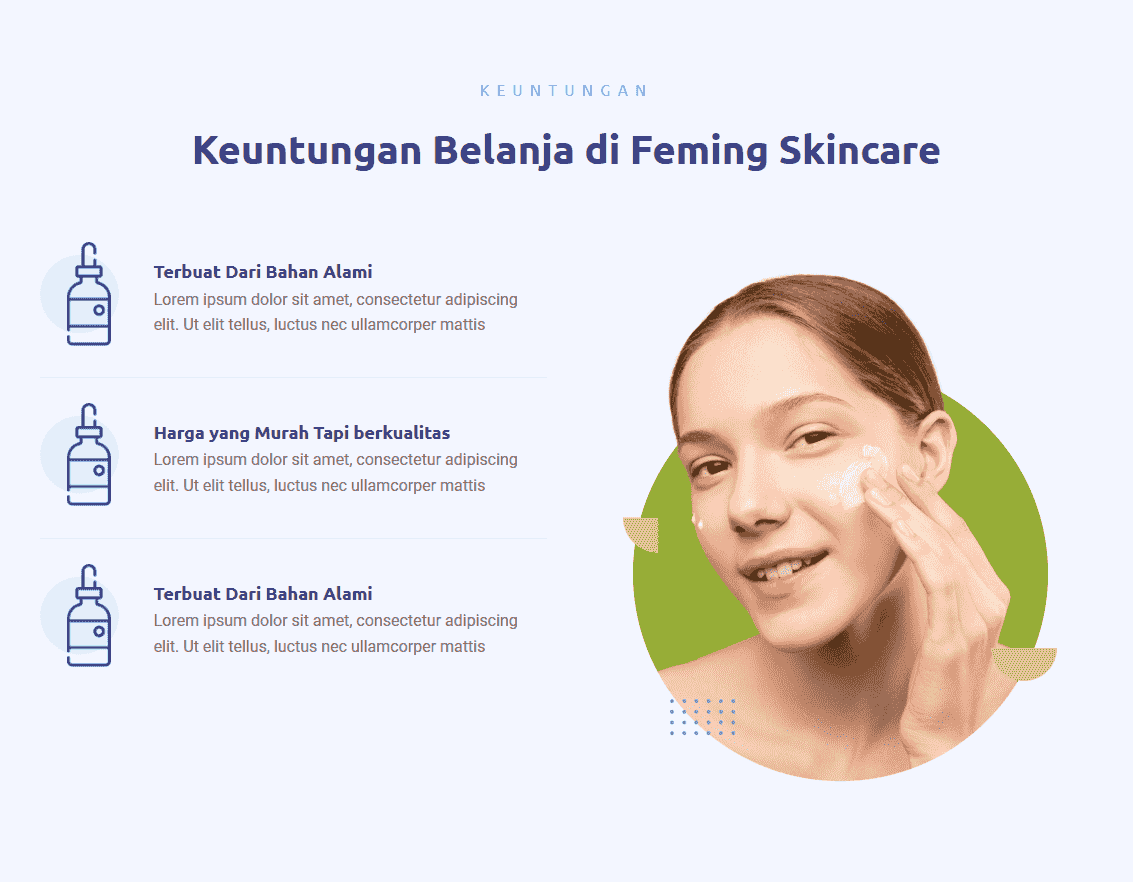 KEUNTUNGAN
Keuntungan Belanja di Feming Skincare
Terbuat Dari Bahan Alami
Lorem ipsum dolor sit amet, consectetur adipiscing
elit. Ut elit tellus, luctus nec ullamcorper mattis
Harga yang Murah Tapi berkualitas
Lorem ipsum dolor sit amet, consectetur adipiscing
elit. Ut elit tellus, luctus nec ullamcorper mattis
Terbuat Dari Bahan Alami
Lorem ipsum dolor sit amet, consectetur adipiscing
elit. Ut elit tellus, luctus nec ullamcorper mattis